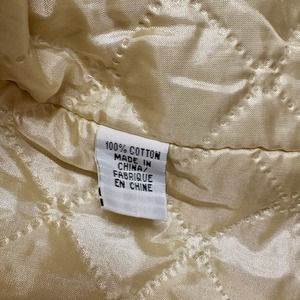 100% COTTON
MADE IN
CHINA/
FABRIQUE
EN CHINE